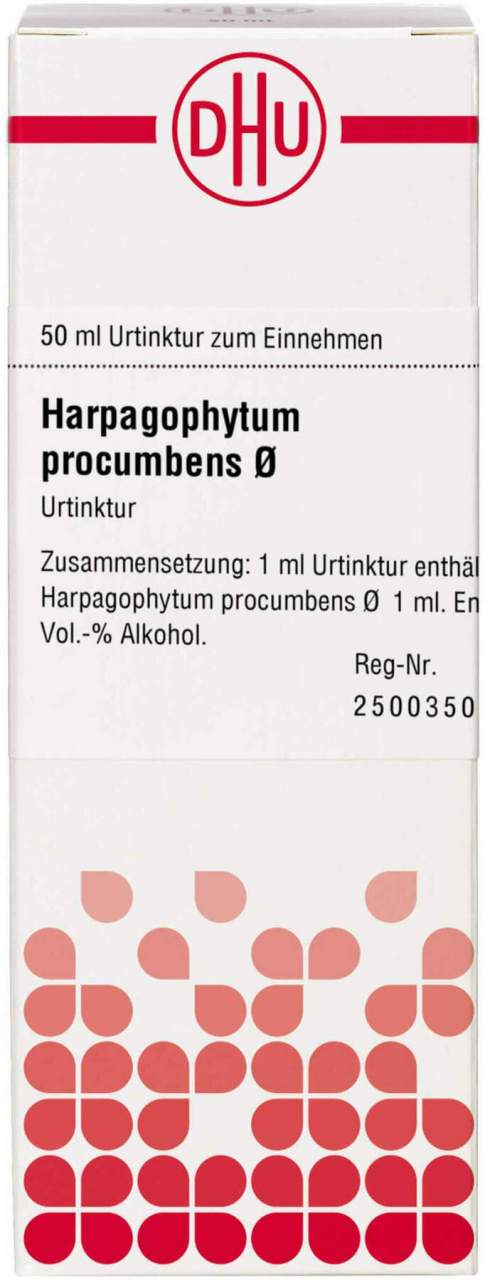 DHU
50 ml Urtinktur zum Einnehmen
Harpagophytum
procumbens Ø
Urtinktur
Zusammensetzung: 1 ml Urtinktur enthäl
Harpagophytum procumbens Ø 1 ml. En
Vol.-% Alkohol.
Reg-Nr.
2500350